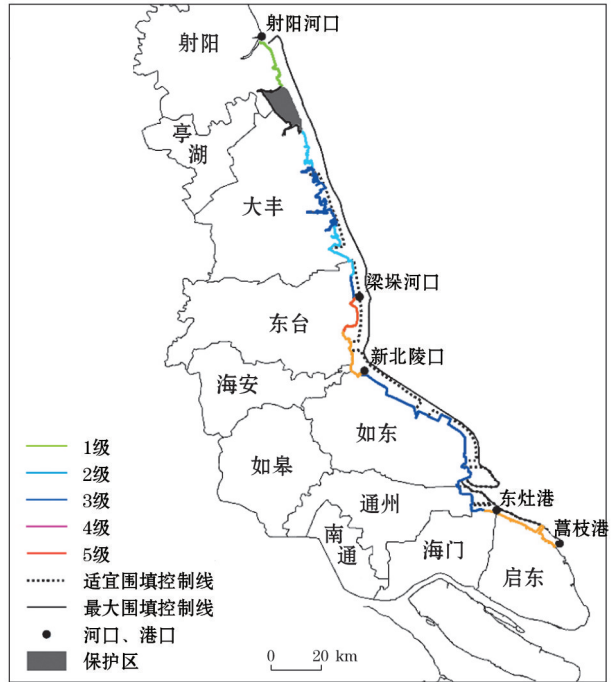 射阳河口
射阳
亭
湖
大丰
梁垛河口
东台
新北陵口
海安
如东
如皋
1级
2级
3级
4级
5级
适宜围填控制线
最大围填控制线
河口、港口
保护区
通州
东灶港
蒿枝港
南
通
海门
启东
0 20 km